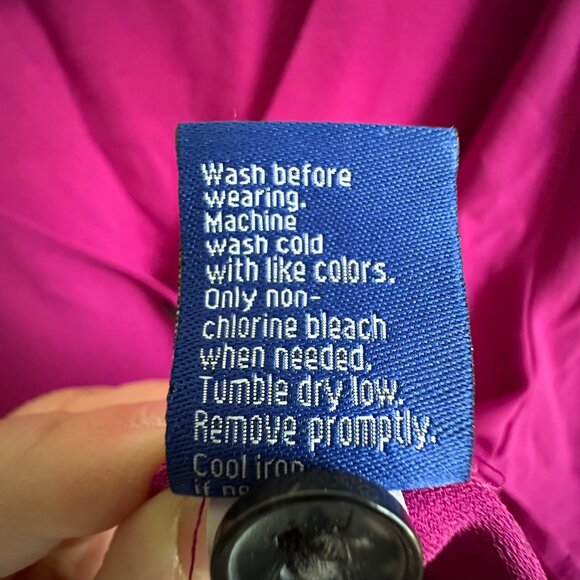 Wash before
wearing.
Machine
wash cold
with like colors.
Only non-
chlorine bleach
when needed.
Tumble dry low.
Remove promptly.
Cool iron
if